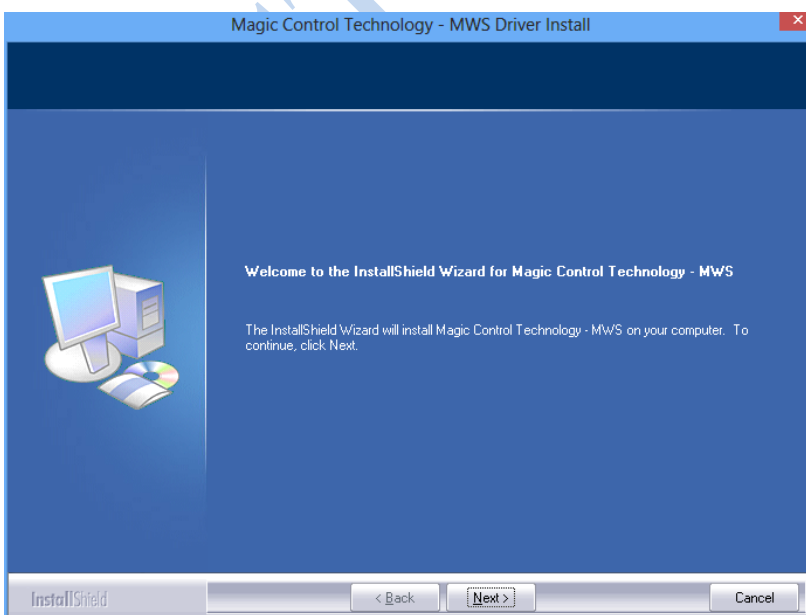 Magic Control Technology - MWS Driver Install
Welcome to the InstallShield Wizard for Magic Control Technology - MWS
The InstallShield Wizard will install Magic Control Technology - MWS on your computer. To
continue, click Next.
InstallShield
< Back
Next >
Cancel